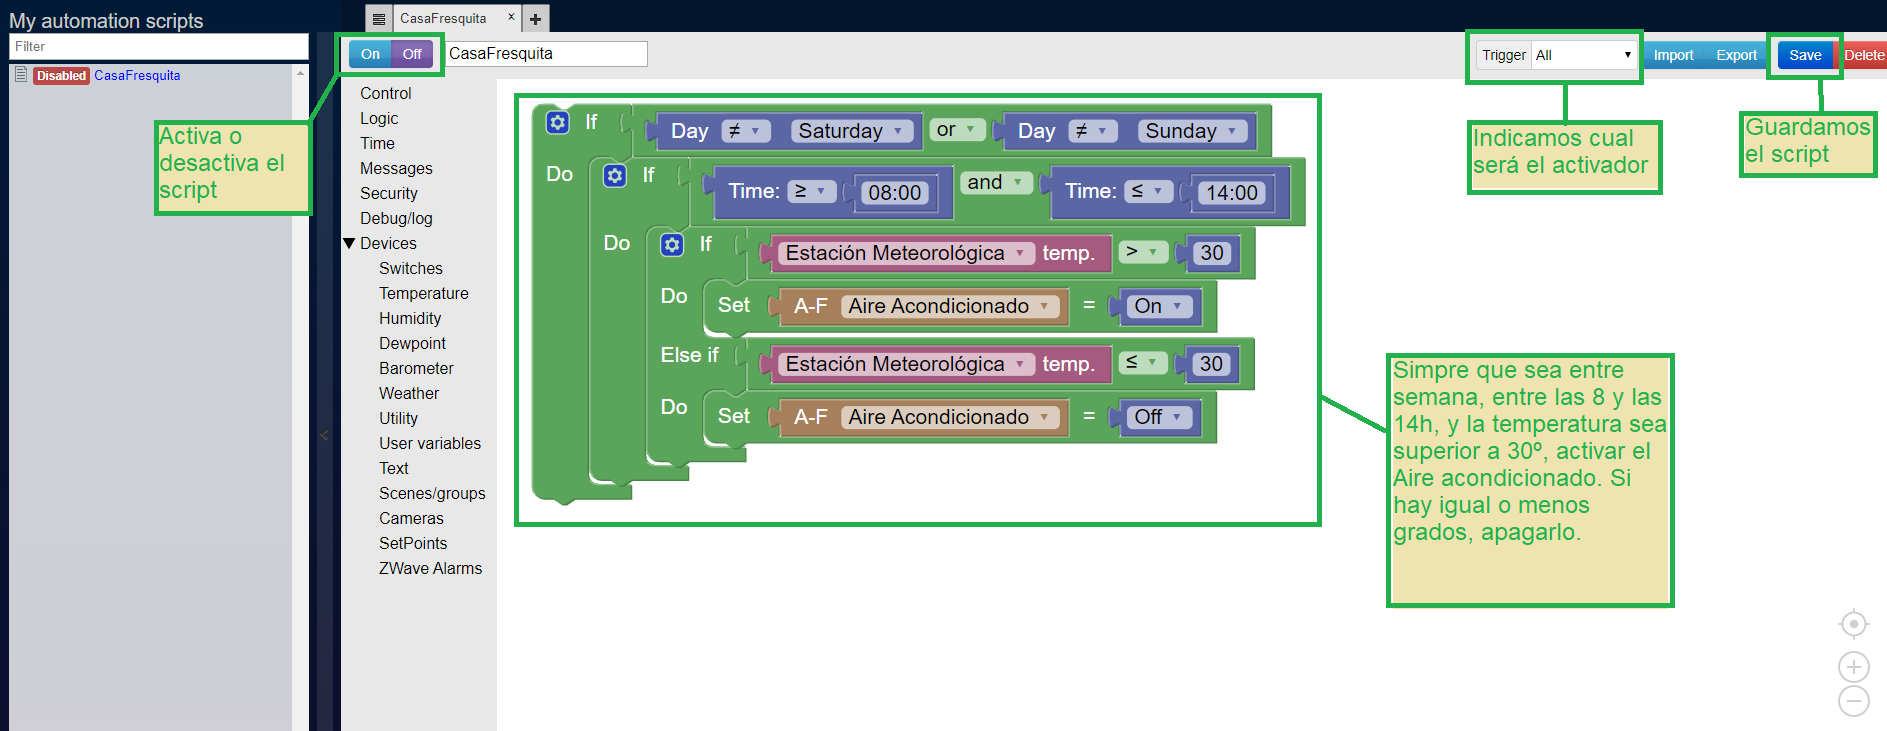 My automation scripts
Filter
Disabled CasaFresquita
CasaFresquita x
On Off CasaFresquita
Trigger All Import Export Save Delete
Activa o
desactiva el
script
Indicamos cual
será el activador
Guardamos
el script
Control
Logic
Time
Messages
Security
Debug/log
Devices
Switches
Temperature
Humidity
Dewpoint
Barometer
Weather
Utility
User variables
Text
Scenes/groups
Cameras
SetPoints
ZWave Alarms
If Day ≠ Saturday or Day ≠ Sunday
Do If Time: ≥ 08:00 and Time: ≤ 14:00
Do If Estación Meteorológica temp. > 30
Do Set A-F Aire Acondicionado = On
Else if Estación Meteorológica temp. ≤ 30
Do Set A-F Aire Acondicionado = Off
Simpre que sea entre
semana, entre las 8 y las
14h, y la temperatura sea
superior a 30º, activar el
Aire acondicionado. Si
hay igual o menos
grados, apagarlo.